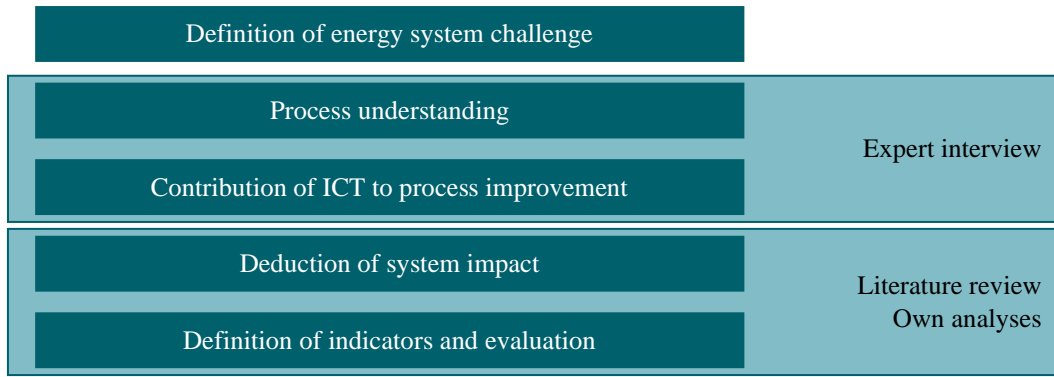 Definition of energy system challenge
Process understanding
Expert interview
Contribution of ICT to process improvement
Deduction of system impact
Literature review
Own analyses
Definition of indicators and evaluation